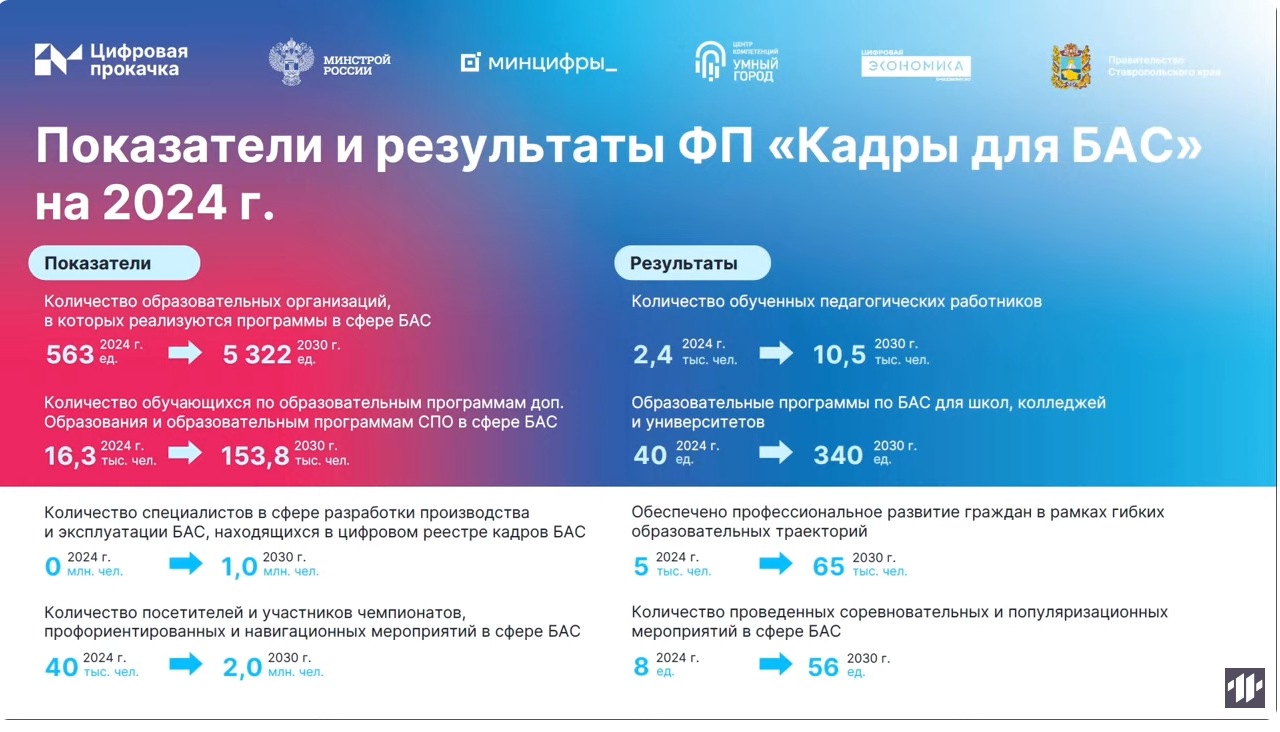 Цифровая
прокачка
МИНСТРОЙ
РОССИИ
минцифры_
ЦЕНТР
КОМПЕТЕНЦИЙ
УМНЫЙ
ГОРОД
ЦИФРОВАЯ
ЭКОНОМИКА
Правительство
Ставропольского края
Показатели и результаты ФП «Кадры для БАС»
на 2024 г.
Показатели
Количество образовательных организаций,
в которых реализуются программы в сфере БАС
563 2024 г. ед. 5 322 2030 г. ед.
Количество обучающихся по образовательным программам доп.
Образования и образовательным программам СПО в сфере БАС
16,3 2024 г. тыс. чел. 153,8 2030 г. тыс. чел.
Количество специалистов в сфере разработки производства
и эксплуатации БАС, находящихся в цифровом реестре кадров БАС
0 2024 г. млн. чел. 1,0 2030 г. млн. чел.
Количество посетителей и участников чемпионатов,
профориентированных и навигационных мероприятий в сфере БАС
40 2024 г. тыс. чел. 2,0 2030 г. млн. чел.
Результаты
Количество обученных педагогических работников
2,4 2024 г. тыс. чел. 10,5 2030 г. тыс. чел.
Образовательные программы по БАС для школ, колледжей
и университетов
40 2024 г. ед. 340 2030 г. ед.
Обеспечено профессиональное развитие граждан в рамках гибких
образовательных траекторий
5 2024 г. тыс. чел. 65 2030 г. тыс. чел.
Количество проведенных соревновательных и популяризационных
мероприятий в сфере БАС
8 2024 г. ед. 56 2030 г. ед.